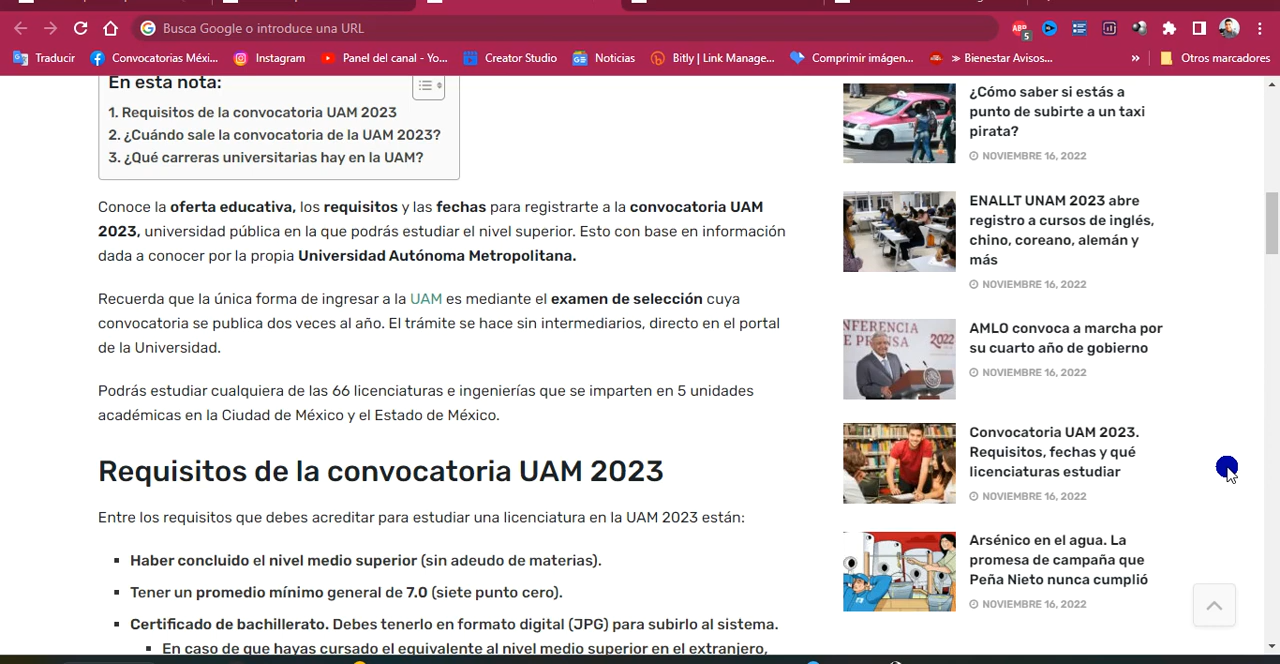 Busca Google o introduce una URL
ABP
5
Traducir
Convocatorias Méxi...
Instagram
Panel del canal - Yo...
Creator Studio
Noticias
Bitly | Link Manage...
Comprimir imágen...
» Bienestar Avisos...
»
Otros marcadores
En esta nota:
1. Requisitos de la convocatoria UAM 2023
2. ¿Cuándo sale la convocatoria de la UAM 2023?
3. ¿Qué carreras universitarias hay en la UAM?
Conoce la oferta educativa, los requisitos y las fechas para registrarte a la convocatoria UAM
2023, universidad pública en la que podrás estudiar el nivel superior. Esto con base en información
dada a conocer por la propia Universidad Autónoma Metropolitana.
Recuerda que la única forma de ingresar a la UAM es mediante el examen de selección cuya
convocatoria se publica dos veces al año. El trámite se hace sin intermediarios, directo en el portal
de la Universidad.
Podrás estudiar cualquiera de las 66 licenciaturas e ingenierías que se imparten en 5 unidades
académicas en la Ciudad de México y el Estado de México.
Requisitos de la convocatoria UAM 2023
Entre los requisitos que debes acreditar para estudiar una licenciatura en la UAM 2023 están:
Haber concluido el nivel medio superior (sin adeudo de materias).
Tener un promedio mínimo general de 7.0 (siete punto cero).
Certificado de bachillerato. Debes tenerlo en formato digital (JPG) para subirlo al sistema.
En caso de que hayas cursado el equivalente al nivel medio superior en el extranjero,
¿Cómo saber si estás a
punto de subirte a un taxi
pirata?
NOVIEMBRE 16, 2022
ENALLT UNAM 2023 abre
registro a cursos de inglés,
chino, coreano, alemán y
más
NOVIEMBRE 16, 2022
NFERENCIA
E PRENSA
2022
AMLO convoca a marcha por
su cuarto año de gobierno
NOVIEMBRE 16, 2022
Convocatoria UAM 2023.
Requisitos, fechas y qué
licenciaturas estudiar
NOVIEMBRE 16, 2022
Arsénico en el agua. La
promesa de campaña que
Peña Nieto nunca cumplió
NOVIEMBRE 16, 2022